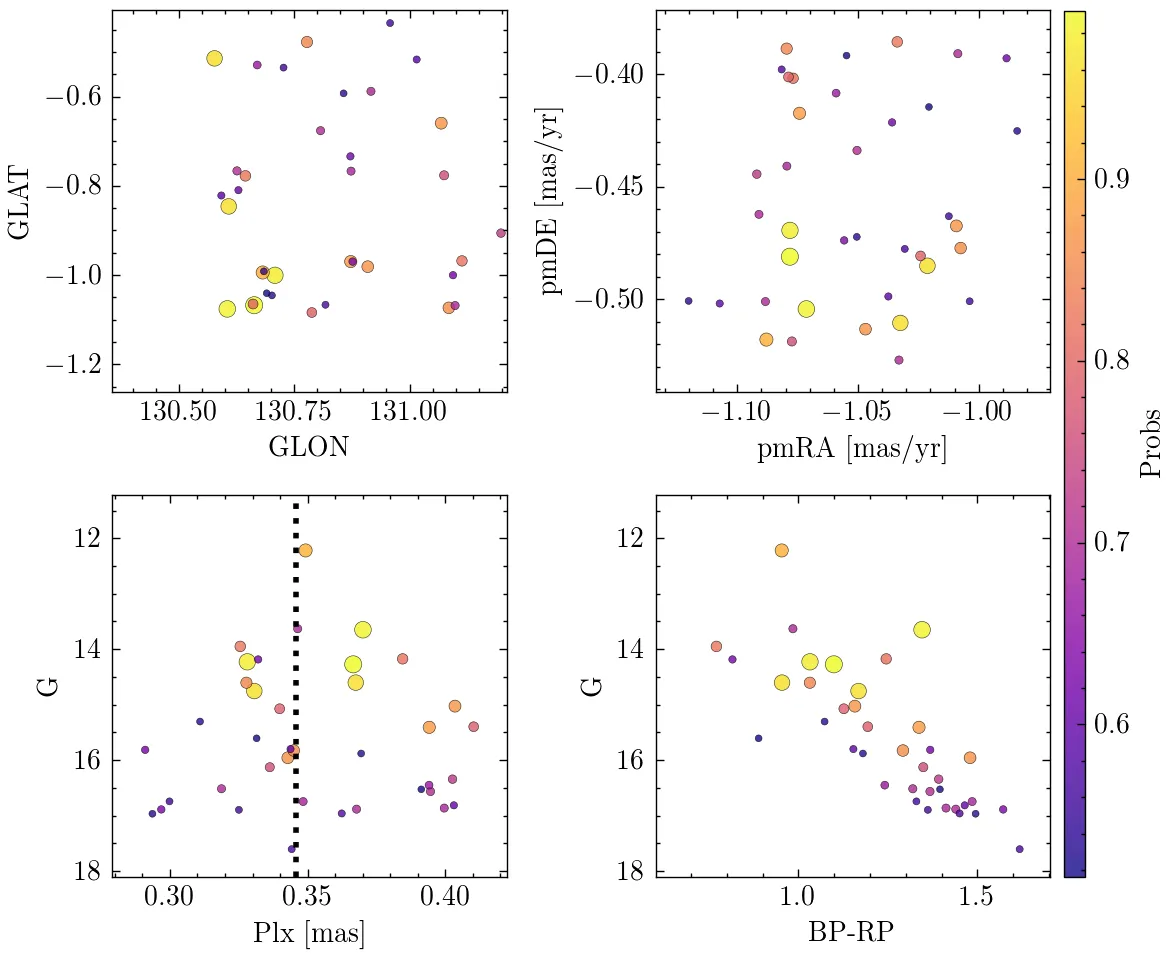 −0.6
−0.8
−1.0
−1.2
GLAT
130.50 130.75 131.00
GLON
−0.40
−0.45
−0.50
pmDE [mas/yr]
−1.10 −1.05 −1.00
pmRA [mas/yr]
12
14
16
18
G
0.30 0.35 0.40
Plx [mas]
12
14
16
18
G
1.0 1.5
BP-RP
0.9
0.8
0.7
0.6
Probs